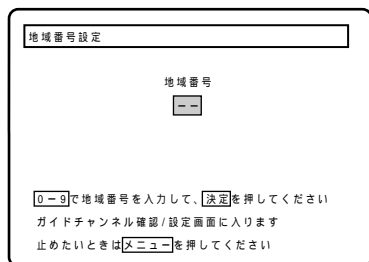 地域番号設定
地域番号
－－
０－９で地域番号を入力して、決定を押してください
ガイドチャンネル確認/設定画面に入ります
止めたいときはメニューを押してください